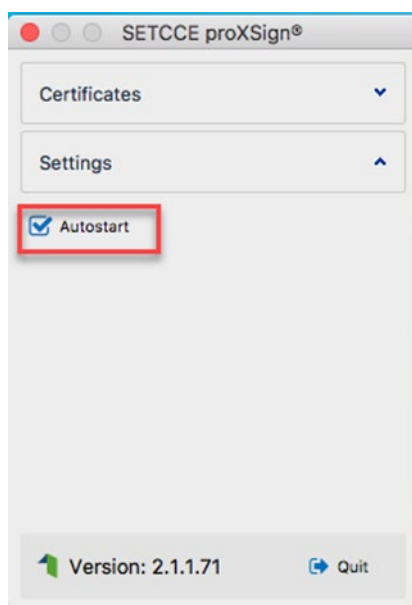 SETCCE proXSign®
Certificates
Settings
Autostart
Version: 2.1.1.71 Quit